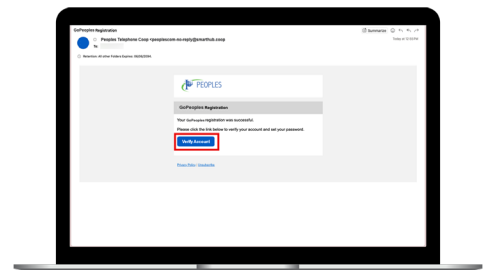 GoPeoples Registration
Summarize
Peoples Telephone Coop <peoplescom-no-reply@smarthub.coop
To
PEOPLES
GoPeoples Registration
Your GoPeoples registration was successful.
Please click the link below to verify your account and set your password.
Verify Account
Privacy Policy | Unsubscribe